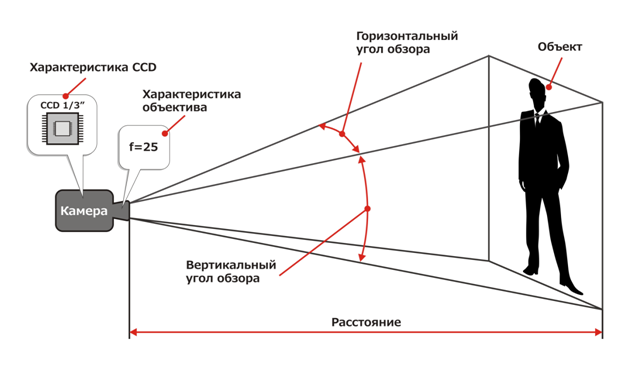 Горизонтальный
угол обзора
Объект
Характеристика CCD
Характеристика
объектива
CCD 1/3"
f=25
Камера
Вертикальный
угол обзора
Расстояние